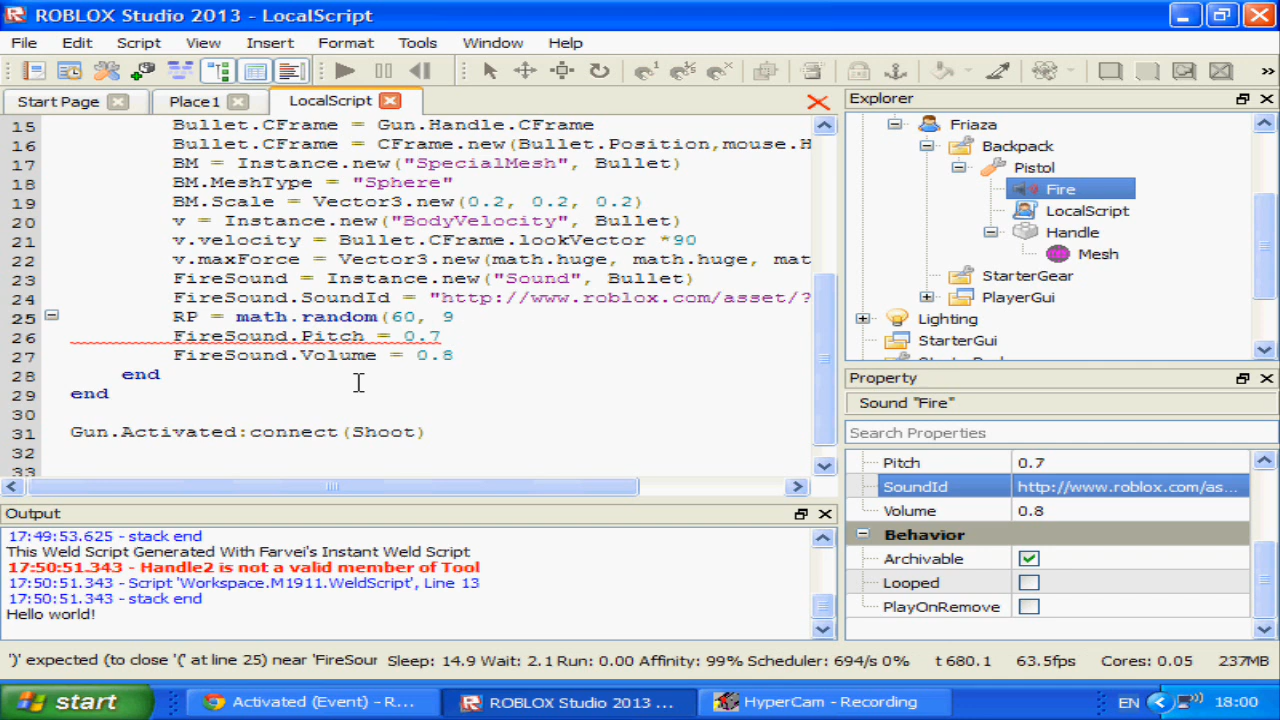 ROBLOX Studio 2013 - LocalScript
File Edit Script View Insert Format Tools Window Help
Start Page Place1 LocalScript
15 Bullet.CFrame = Gun.Handle.CFrame
16 Bullet.CFrame = CFrame.new(Bullet.Position,mouse.H
17 BM = Instance.new("SpecialMesh", Bullet)
18 BM.MeshType = "Sphere"
19 BM.Scale = Vector3.new(0.2, 0.2, 0.2)
20 v = Instance.new("BodyVelocity", Bullet)
21 v.velocity = Bullet.CFrame.lookVector *90
22 v.maxForce = Vector3.new(math.huge, math.huge, mat
23 FireSound = Instance.new("Sound", Bullet)
24 FireSound.SoundId = "http://www.roblox.com/asset/?
25 RP = math.random(60, 9
26 FireSound.Pitch = 0.7
27 FireSound.Volume = 0.8
28 end
29 end
30
31 Gun.Activated:connect(Shoot)
32
33
Explorer
Friaza
Backpack
Pistol
Fire
LocalScript
Handle
Mesh
StarterGear
PlayerGui
Lighting
StarterGui
Property
Sound "Fire"
Search Properties
Pitch 0.7
SoundId http://www.roblox.com/as...
Volume 0.8
Behavior
Archivable
Looped
PlayOnRemove
Output
17:49:53.625 - stack end
This Weld Script Generated With Farvei's Instant Weld Script
17:50:51.343 - Handle2 is not a valid member of Tool
17:50:51.343 - Script 'Workspace.M1911.WeldScript', Line 13
17:50:51.343 - stack end
Hello world!
')' expected (to close '(' at line 25) near 'FireSour Sleep: 14.9 Wait: 2.1 Run: 0.00 Affinity: 99% Scheduler: 694/s 0% t 680.1 63.5fps Cores: 0.05 237MB
start Activated (Event) - R... ROBLOX Studio 2013 ... HyperCam - Recording EN 18:00